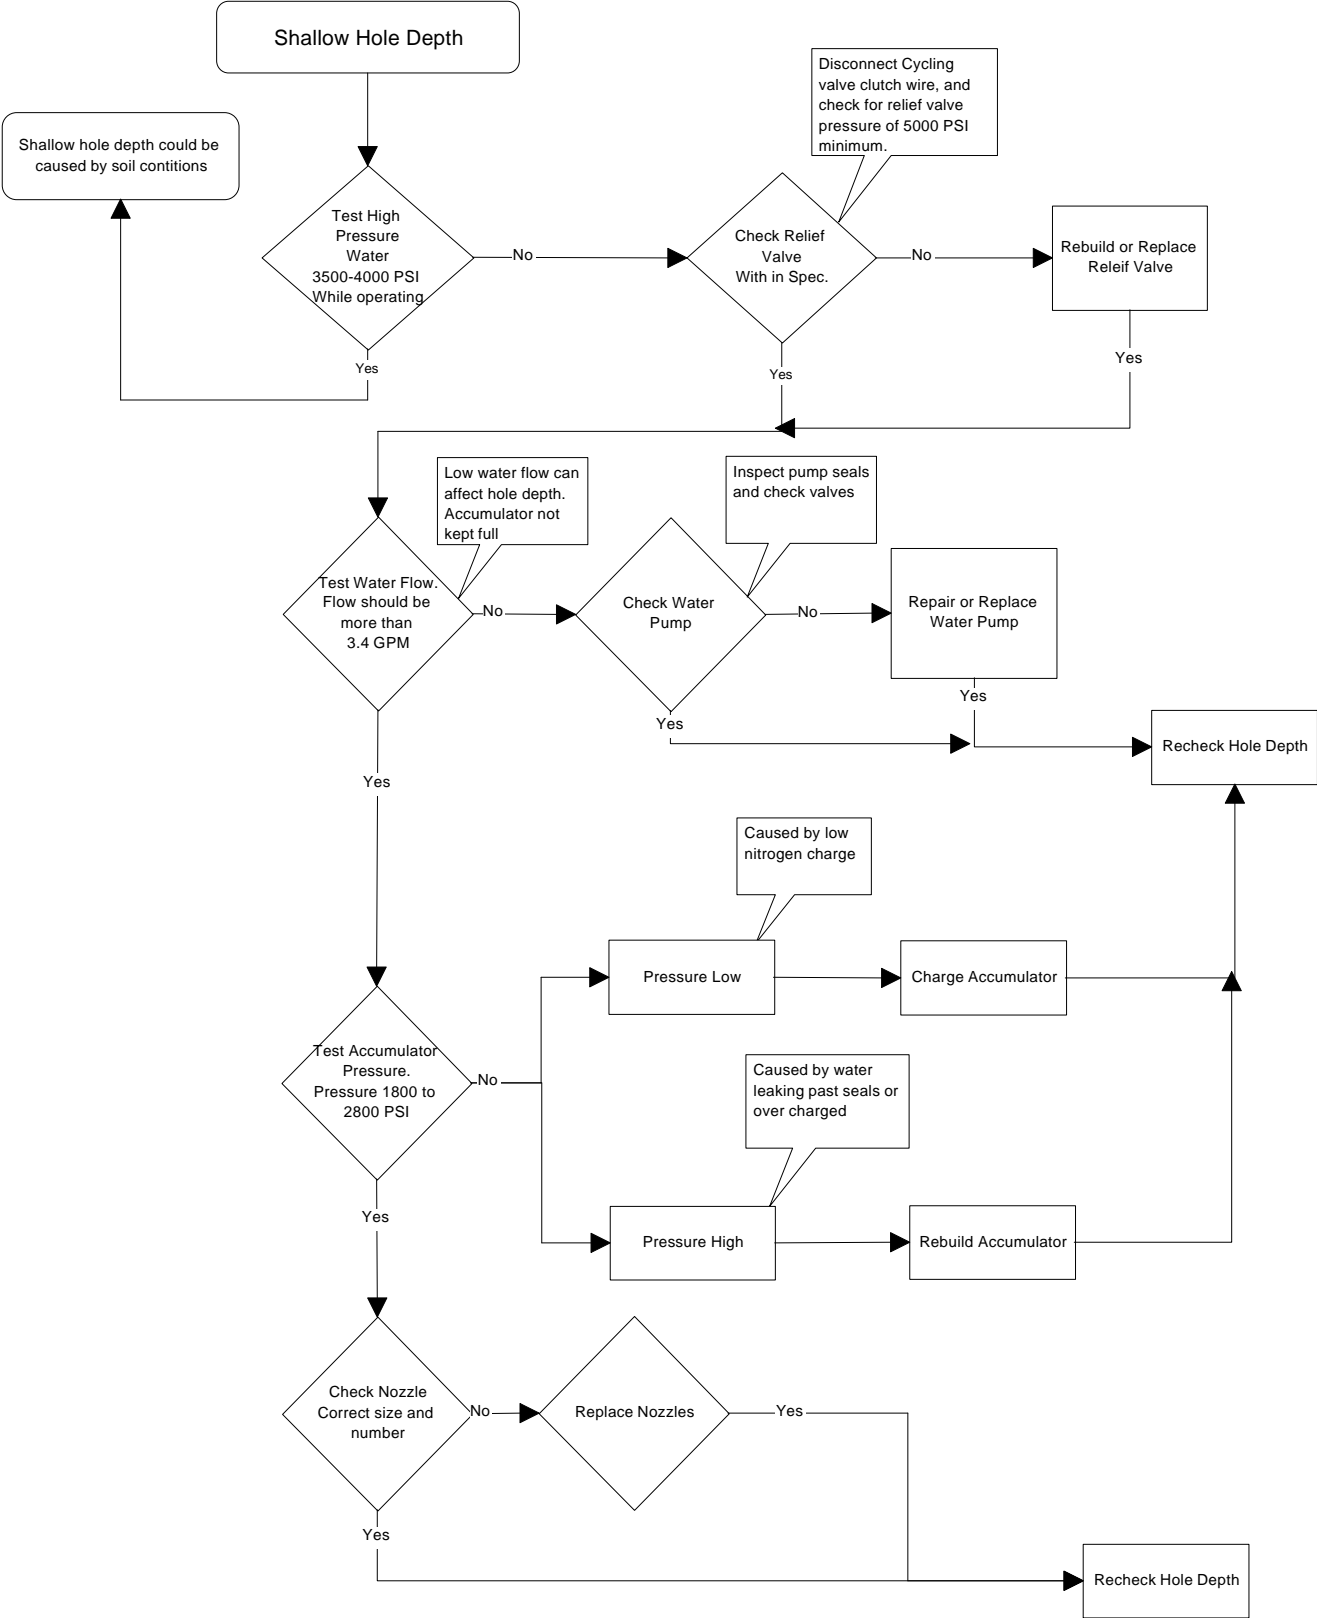 Shallow Hole Depth
Disconnect Cycling
valve clutch wire, and
check for relief valve
pressure of 5000 PSI
minimum.
Shallow hole depth could be
caused by soil contitions
Test High
Pressure
Water
3500-4000 PSI
While operating
No
Check Relief
Valve
With in Spec.
No
Rebuild or Replace
Releif Valve
Yes
Yes
Yes
Low water flow can
affect hole depth.
Accumulator not
kept full
Inspect pump seals
and check valves
Test Water Flow.
Flow should be
more than
3.4 GPM
No
Check Water
Pump
No
Repair or Replace
Water Pump
Yes
Yes
Recheck Hole Depth
Yes
Caused by low
nitrogen charge
Pressure Low
Charge Accumulator
Test Accumulator
Pressure.
Pressure 1800 to
2800 PSI
No
Caused by water
leaking past seals or
over charged
Yes
Pressure High
Rebuild Accumulator
Check Nozzle
Correct size and
number
No
Replace Nozzles
Yes
Yes
Recheck Hole Depth